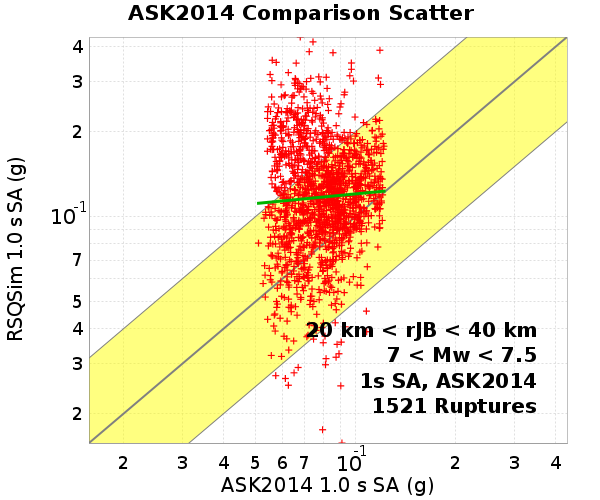 ASK2014 Comparison Scatter
RSQSim 1.0 s SA (g)
4
3
2
10-1
7
5
4
3
2
20 km < rJB < 40 km
7 < Mw < 7.5
1s SA, ASK2014
1521 Ruptures
2 3 4 5 6 7 10-1 2 3 4
ASK2014 1.0 s SA (g)